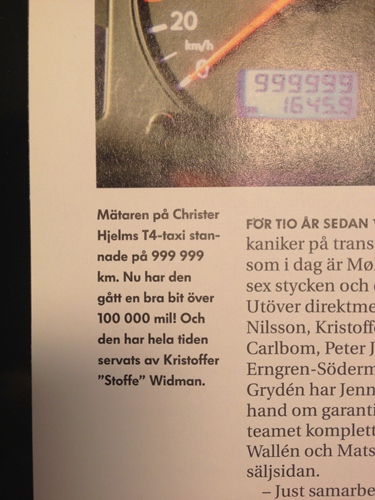 20
km/h
0
999999
1645.9
Mätaren på Christer
Hjelms T4-taxi stan-
nade på 999 999
km. Nu har den
gått en bra bit över
100 000 mil! Och
den har hela tiden
servats av Kristoffer
”Stoffe” Widman.
FÖR TIO ÅR SEDAN
kaniker på trans
som i dag är
sex stycken och
Utöver direktme
Nilsson, Kristoff
Carlbom, Peter J
Erngren-Söderm
Grydén har Jenn
hand om garanti
teamet komplett
Wallén och Mats
säljsidan.
– Just samarbe